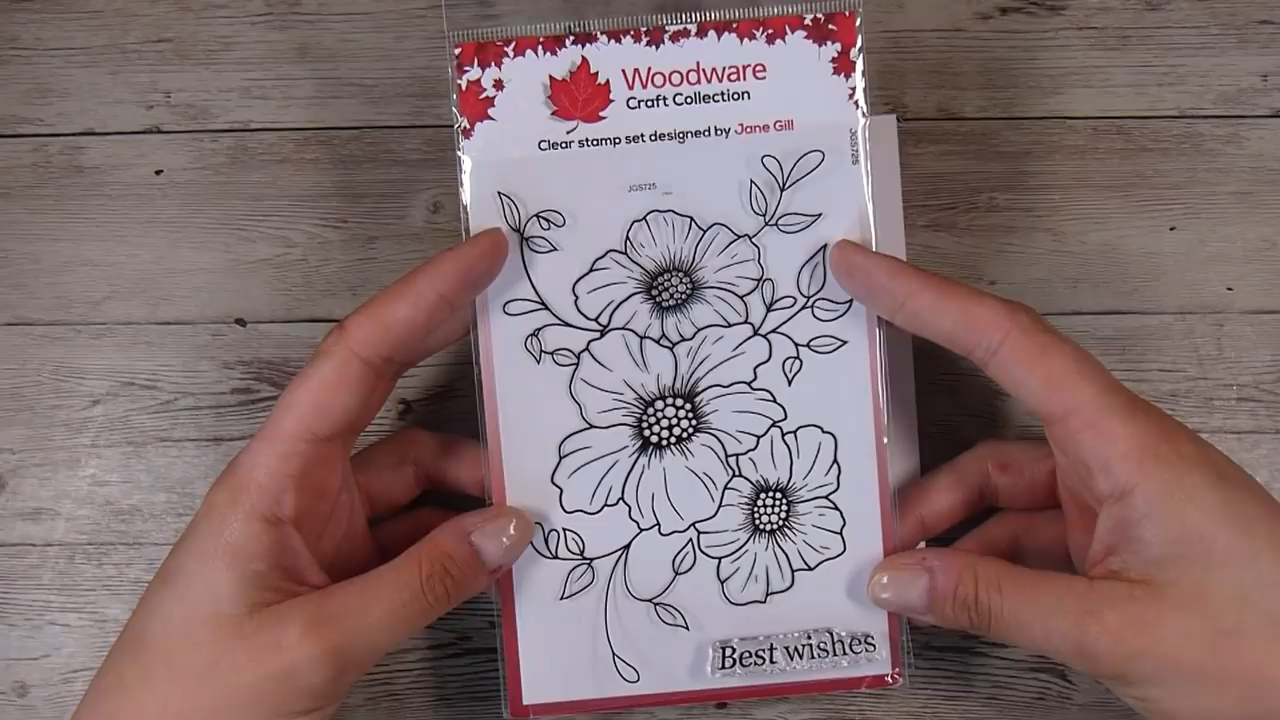 Woodware
Craft Collection
Clear stamp set designed by Jane Gill
JGS725
JGS725
Best wishes